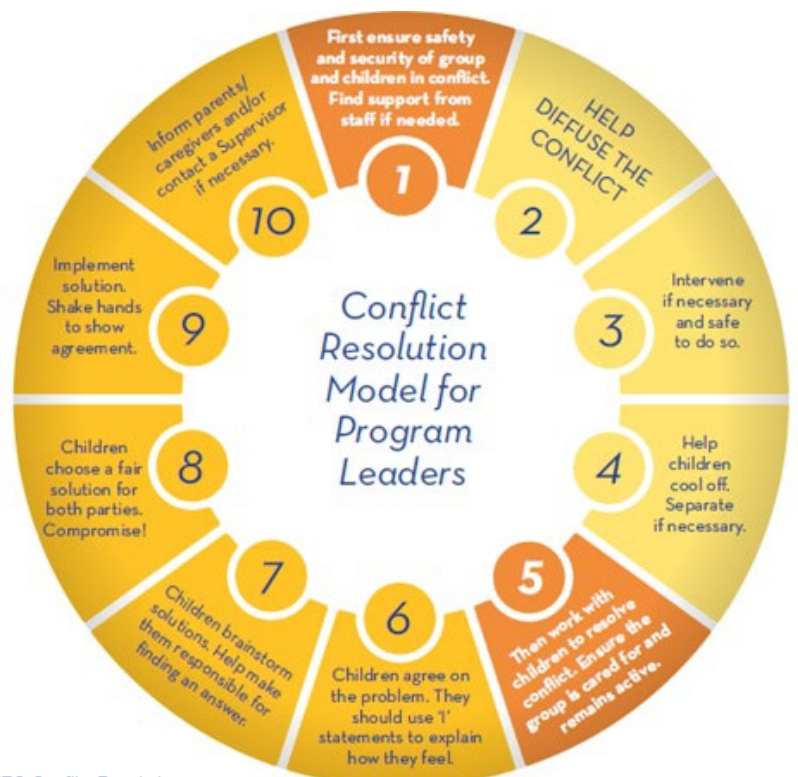 First ensure safety
and security of group
and children in conflict.
Find support from
staff if needed.
1
HELP
DIFFUSE THE
CONFLICT
2
Intervene
if necessary
and safe
to do so.
3
Help
children
cool off.
Separate
if necessary.
4
Then work with
children to resolve
conflict. Ensure the
group is cared for and
remains active.
5
Children agree on
the problem. They
should use 'I'
statements to explain
how they feel.
6
Children brainstorm
solutions. Help make
them responsible for
finding an answer.
7
Children
choose a fair
solution for
both parties.
Compromise!
8
Implement
solution.
Shake hands
to show
agreement.
9
Inform parents/
caregivers and/or
contact a Supervisor
if necessary.
10
Conflict
Resolution
Model for
Program
Leaders